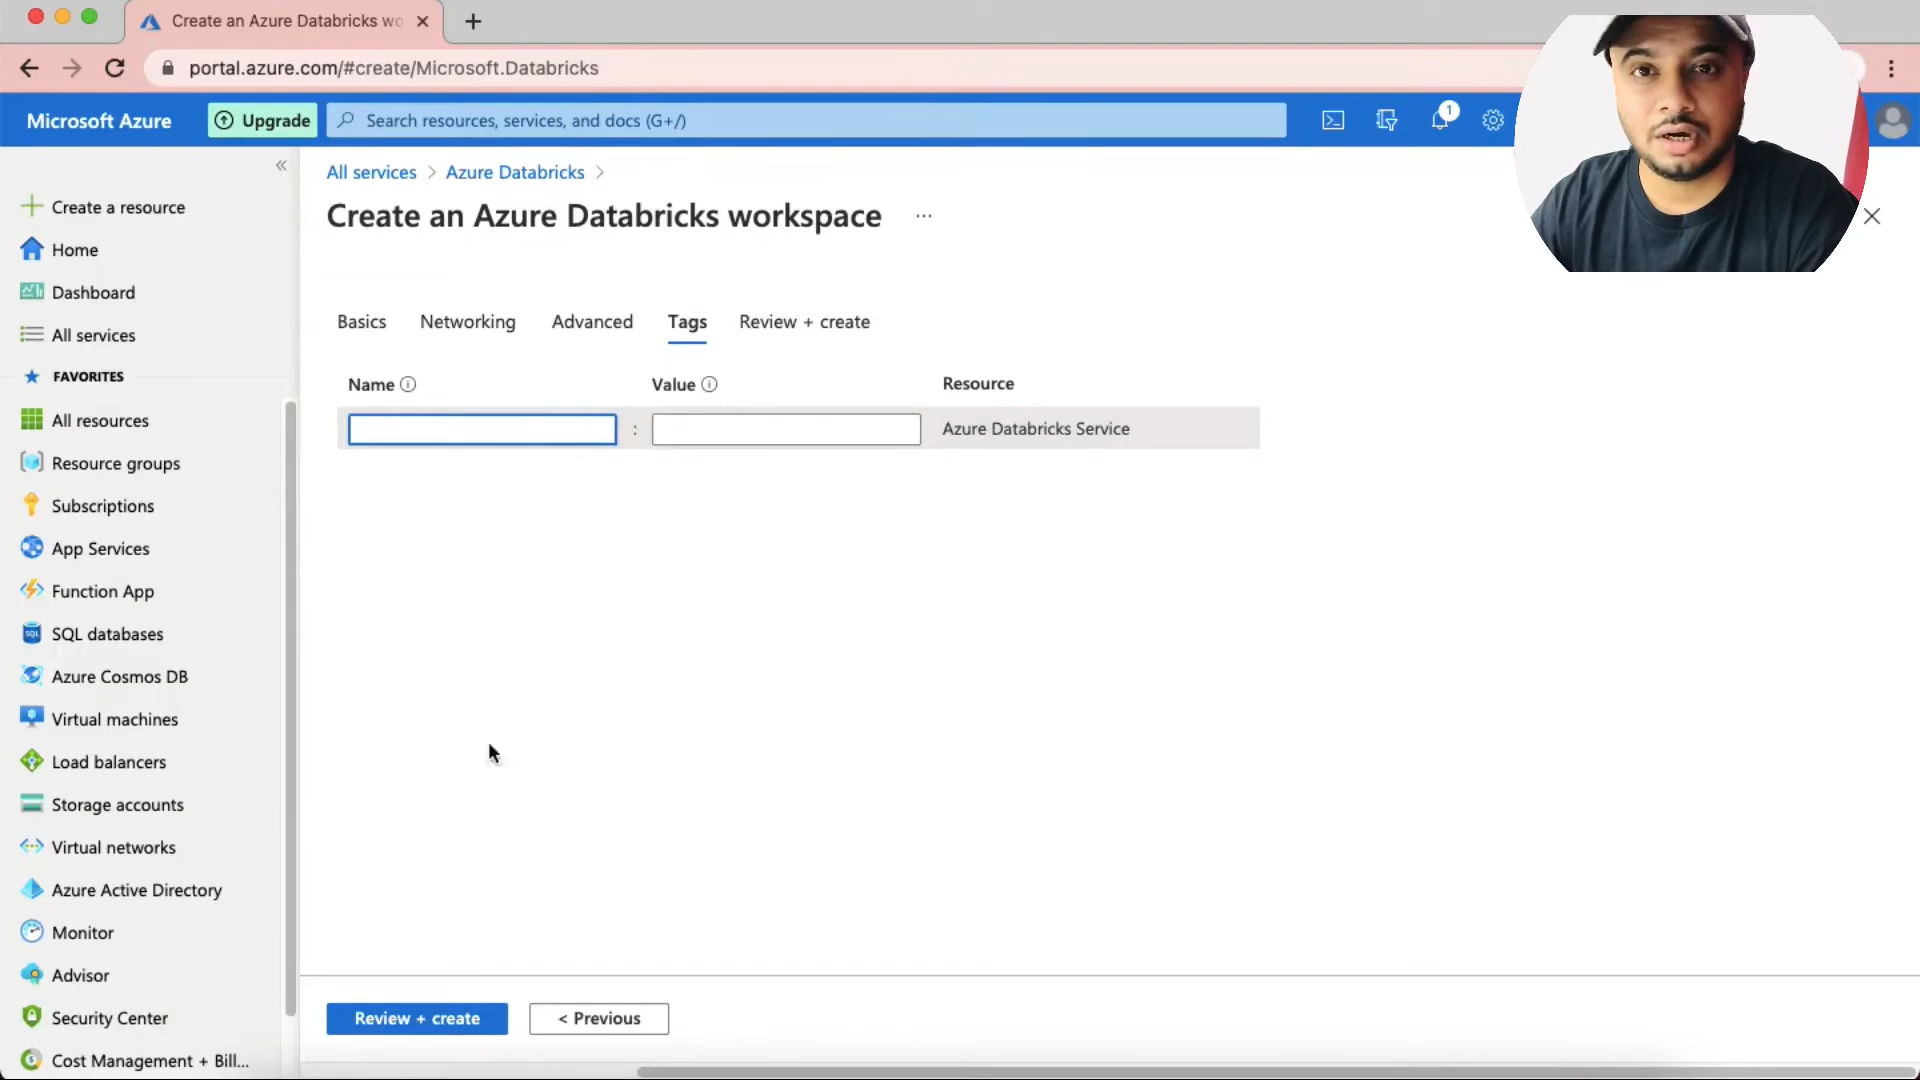 Create an Azure Databricks wo
portal.azure.com/#create/Microsoft.Databricks
Microsoft Azure
Upgrade
Search resources, services, and docs (G+/)
1
All services > Azure Databricks >
Create an Azure Databricks workspace ...
Create a resource
Home
Dashboard
All services
FAVORITES
All resources
Resource groups
Subscriptions
App Services
Function App
SQL databases
Azure Cosmos DB
Virtual machines
Load balancers
Storage accounts
Virtual networks
Azure Active Directory
Monitor
Advisor
Security Center
Cost Management + Bill...
Basics Networking Advanced Tags Review + create
Name Value Resource
: Azure Databricks Service
Review + create < Previous